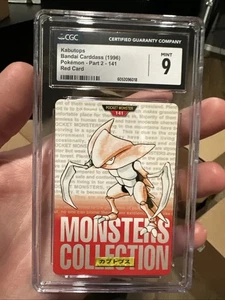 CGC
CERTIFIED GUARANTY COMPANY
Kabutops
Bandai Carddass (1996)
Pokémon - Part 2 - 141
Red Card
MINT
9
POCKET MONSTER
141
MONSTERS
COLLECTION
カブトプス